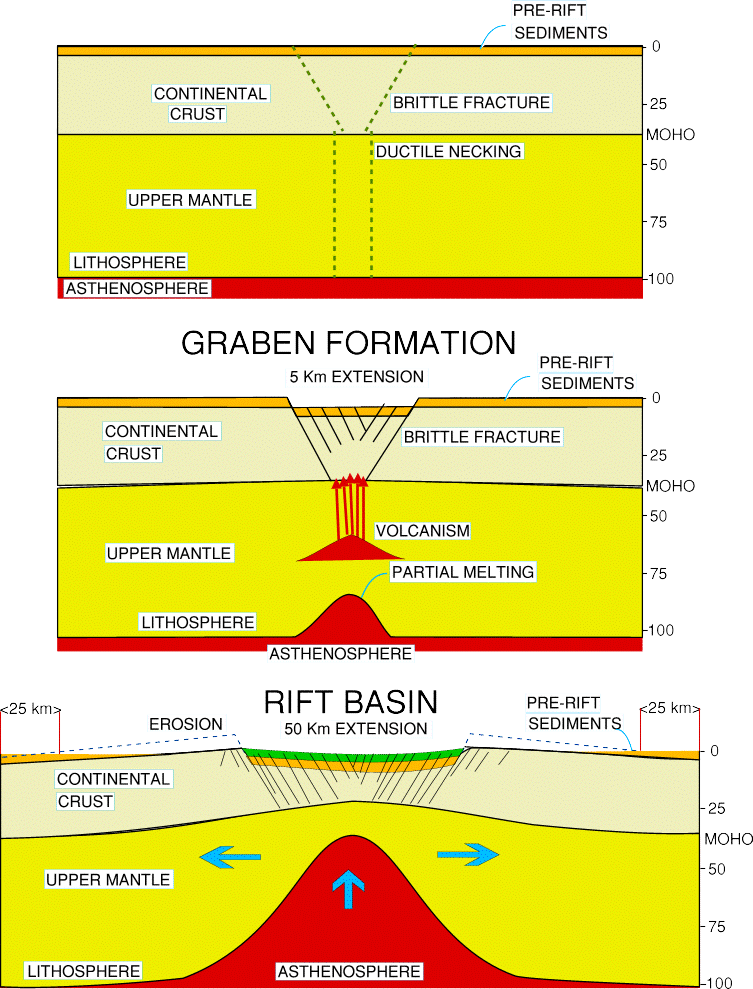 PRE-RIFT
SEDIMENTS
0
CONTINENTAL
CRUST
BRITTLE FRACTURE
25
MOHO
DUCTILE NECKING
50
UPPER MANTLE
75
LITHOSPHERE
100
ASTHENOSPHERE
GRABEN FORMATION
5 Km EXTENSION
PRE-RIFT
SEDIMENTS
0
CONTINENTAL
CRUST
BRITTLE FRACTURE
25
MOHO
50
VOLCANISM
UPPER MANTLE
PARTIAL MELTING
75
LITHOSPHERE
100
ASTHENOSPHERE
RIFT BASIN
50 Km EXTENSION
<25 km>
EROSION
PRE-RIFT
SEDIMENTS
<25 km>
0
CONTINENTAL
CRUST
25
MOHO
50
UPPER MANTLE
75
LITHOSPHERE
ASTHENOSPHERE
100